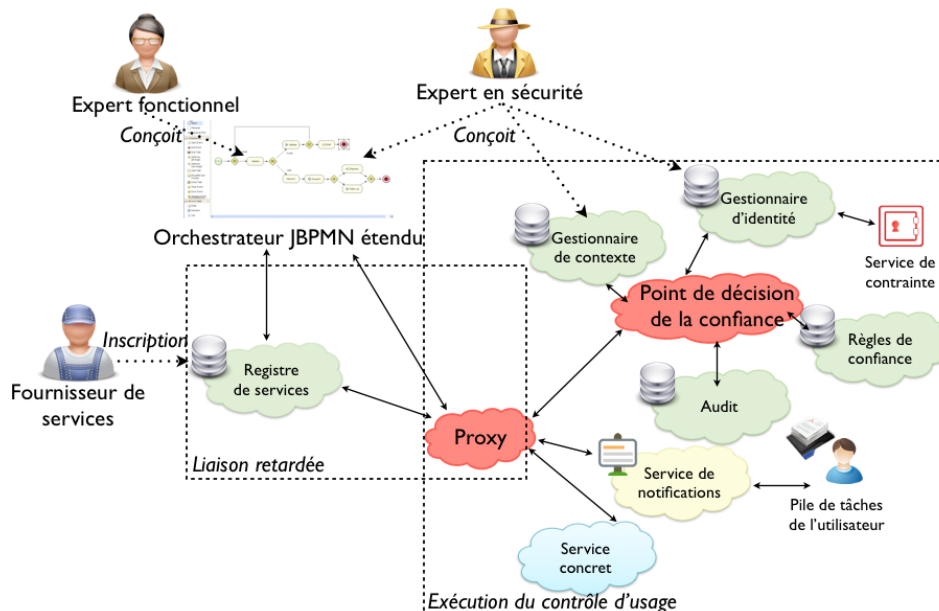 Expert fonctionnel
Expert en sécurité
Conçoit
Conçoit
Orchestrateur JBPMN étendu
Gestionnaire
d'identité
Gestionnaire
de contexte
Service de
contrainte
Point de décision
de la confiance
Règles de
confiance
Inscription
Fournisseur de
services
Registre
de services
Audit
Proxy
Liaison retardée
Service de
notifications
Pile de tâches
de l'utilisateur
Service
concret
Exécution du contrôle d'usage